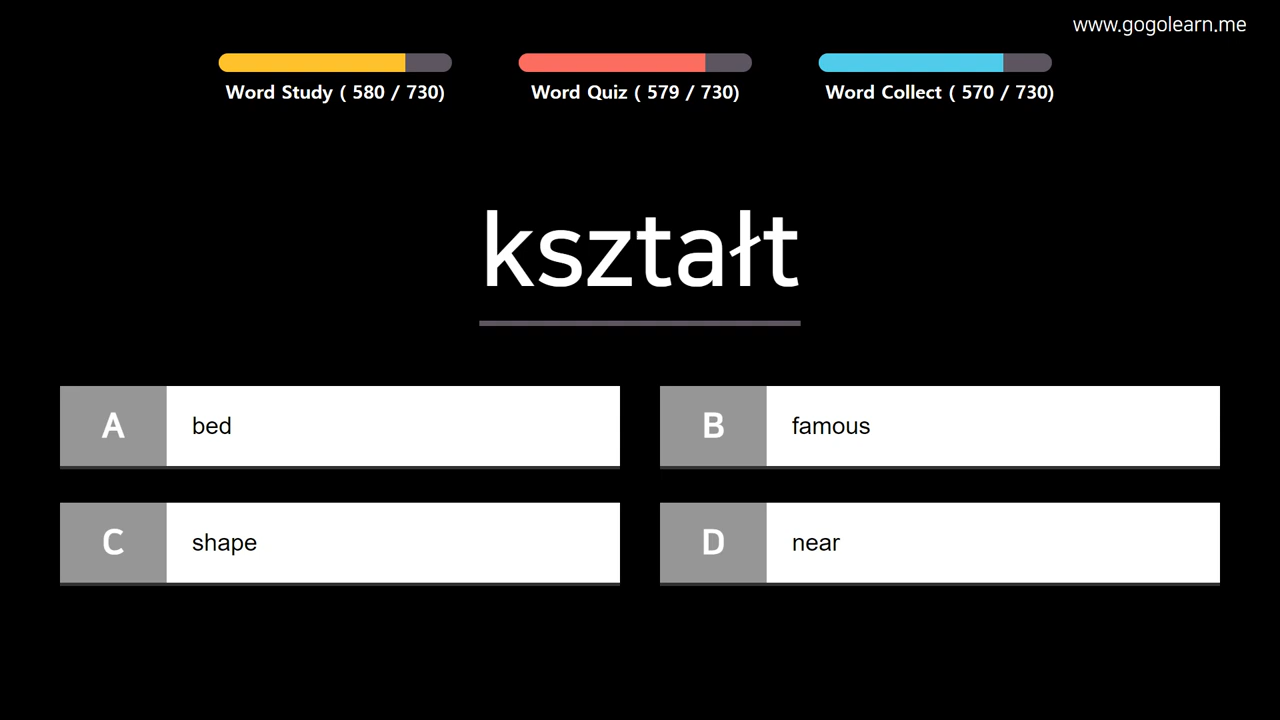 www.gogolearn.me
Word Study ( 580 / 730)
Word Quiz ( 579 / 730)
Word Collect ( 570 / 730)
kształt
A bed
B famous
C shape
D near